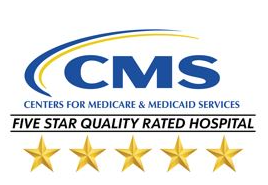 CMS
CENTERS FOR MEDICARE & MEDICAID SERVICES
FIVE STAR QUALITY RATED HOSPITAL